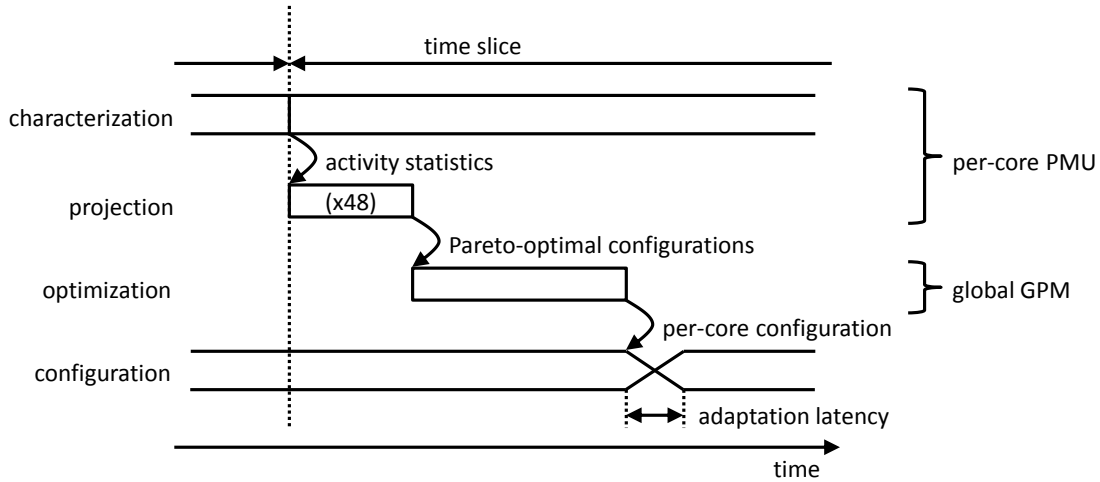 time slice
characterization
activity statistics
per-core PMU
projection
(x48)
Pareto-optimal configurations
optimization
global GPM
per-core configuration
configuration
adaptation latency
time